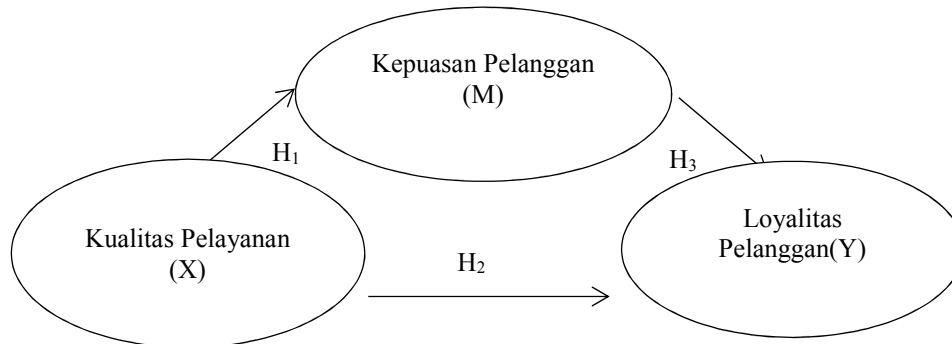 Kepuasan Pelanggan
(M)
H₁
H₃
Kualitas Pelayanan
(X)
Loyalitas
Pelanggan(Y)
H₂